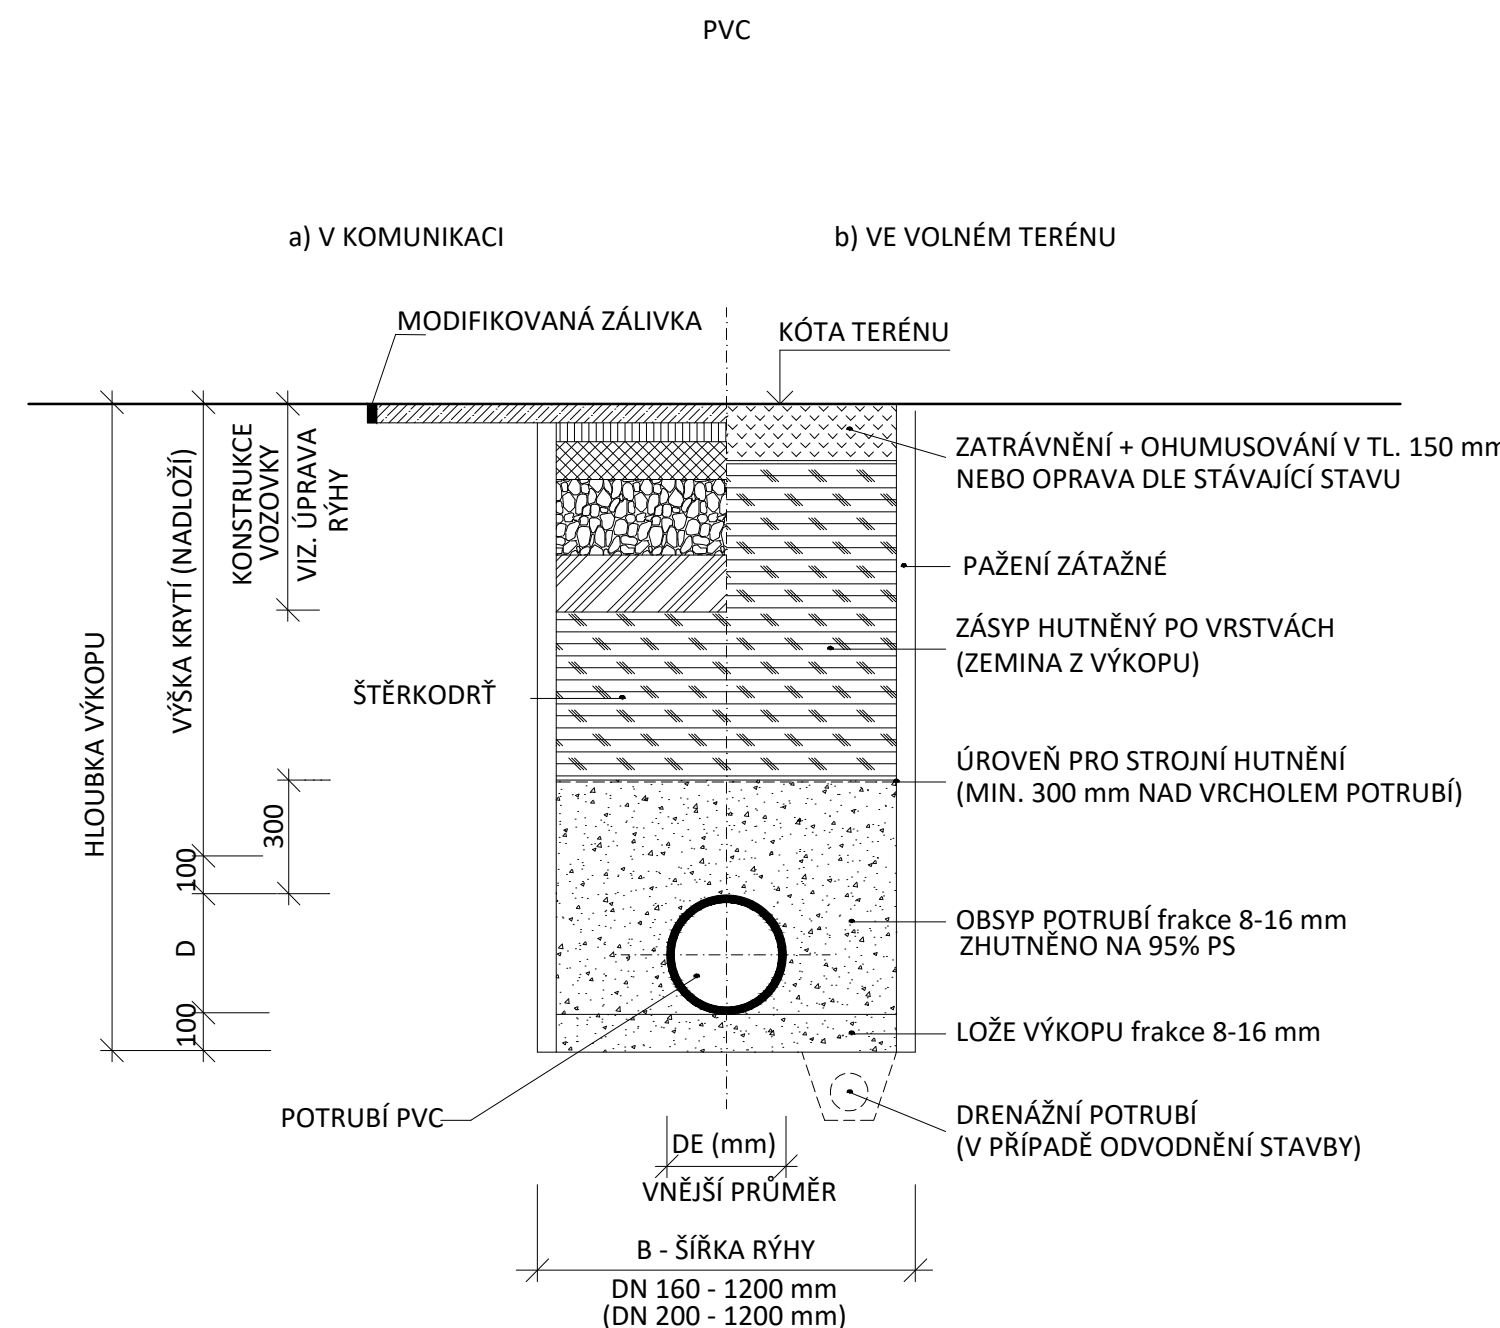 PVC
a) V KOMUNIKACI
b) VE VOLNÉM TERÉNU
MODIFIKOVANÁ ZÁLIVKA
KÓTA TERÉNU
HLOUBKA VÝKOPU
VÝŠKA KRYTÍ (NADLOŽÍ)
KONSTRUKCE
VOZOVKY
VIZ. ÚPRAVA
RÝHY
ZATRÁVNĚNÍ + OHUMUSOVÁNÍ V TL. 150 mm
NEBO OPRAVA DLE STÁVAJÍCÍ STAVU
PAŽENÍ ZÁTAŽNÉ
ZÁSYP HUTNĚNÝ PO VRSTVÁCH
(ZEMINA Z VÝKOPU)
ŠTĚRKODRŤ
ÚROVEŇ PRO STROJNÍ HUTNĚNÍ
(MIN. 300 mm NAD VRCHOLEM POTRUBÍ)
300
100
D
100
OBSYP POTRUBÍ frakce 8-16 mm
ZHUTNĚNO NA 95% PS
LOŽE VÝKOPU frakce 8-16 mm
POTRUBÍ PVC
DRENÁŽNÍ POTRUBÍ
(V PŘÍPADĚ ODVODNĚNÍ STAVBY)
DE (mm)
VNĚJŠÍ PRŮMĚR
B - ŠÍŘKA RÝHY
DN 160 - 1200 mm
(DN 200 - 1200 mm)